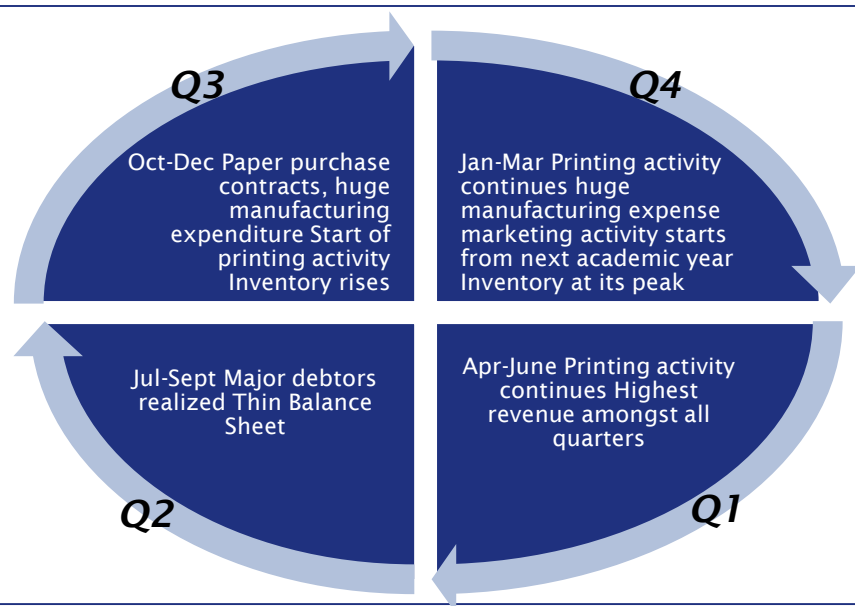 Q3
Oct-Dec Paper purchase
contracts, huge
manufacturing
expenditure Start of
printing activity
Inventory rises
Q4
Jan-Mar Printing activity
continues huge
manufacturing expense
marketing activity starts
from next academic year
Inventory at its peak
Jul-Sept Major debtors
realized Thin Balance
Sheet
Q2
Apr-June Printing activity
continues Highest
revenue amongst all
quarters
Q1